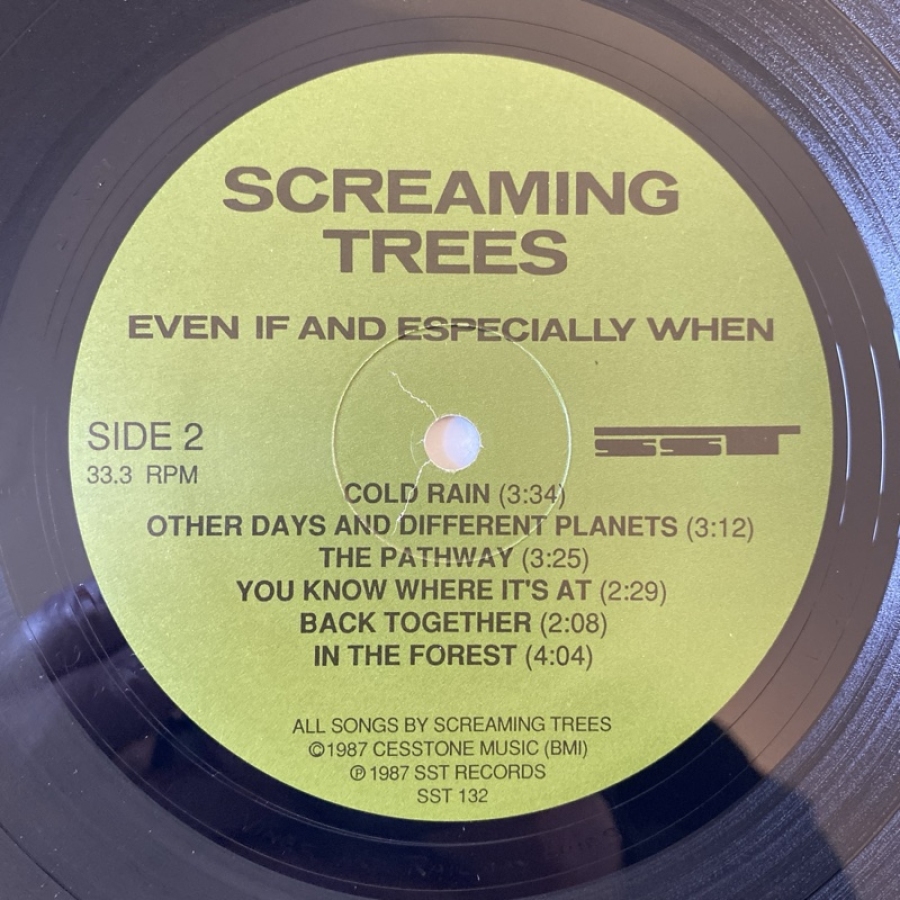 SCREAMING
TREES
EVEN IF AND ESPECIALLY WHEN
SIDE 2
33.3 RPM
SST
COLD RAIN (3:34)
OTHER DAYS AND DIFFERENT PLANETS (3:12)
THE PATHWAY (3:25)
YOU KNOW WHERE IT'S AT (2:29)
BACK TOGETHER (2:08)
IN THE FOREST (4:04)
ALL SONGS BY SCREAMING TREES
©1987 CESSTONE MUSIC (BMI)
℗ 1987 SST RECORDS
SST 132